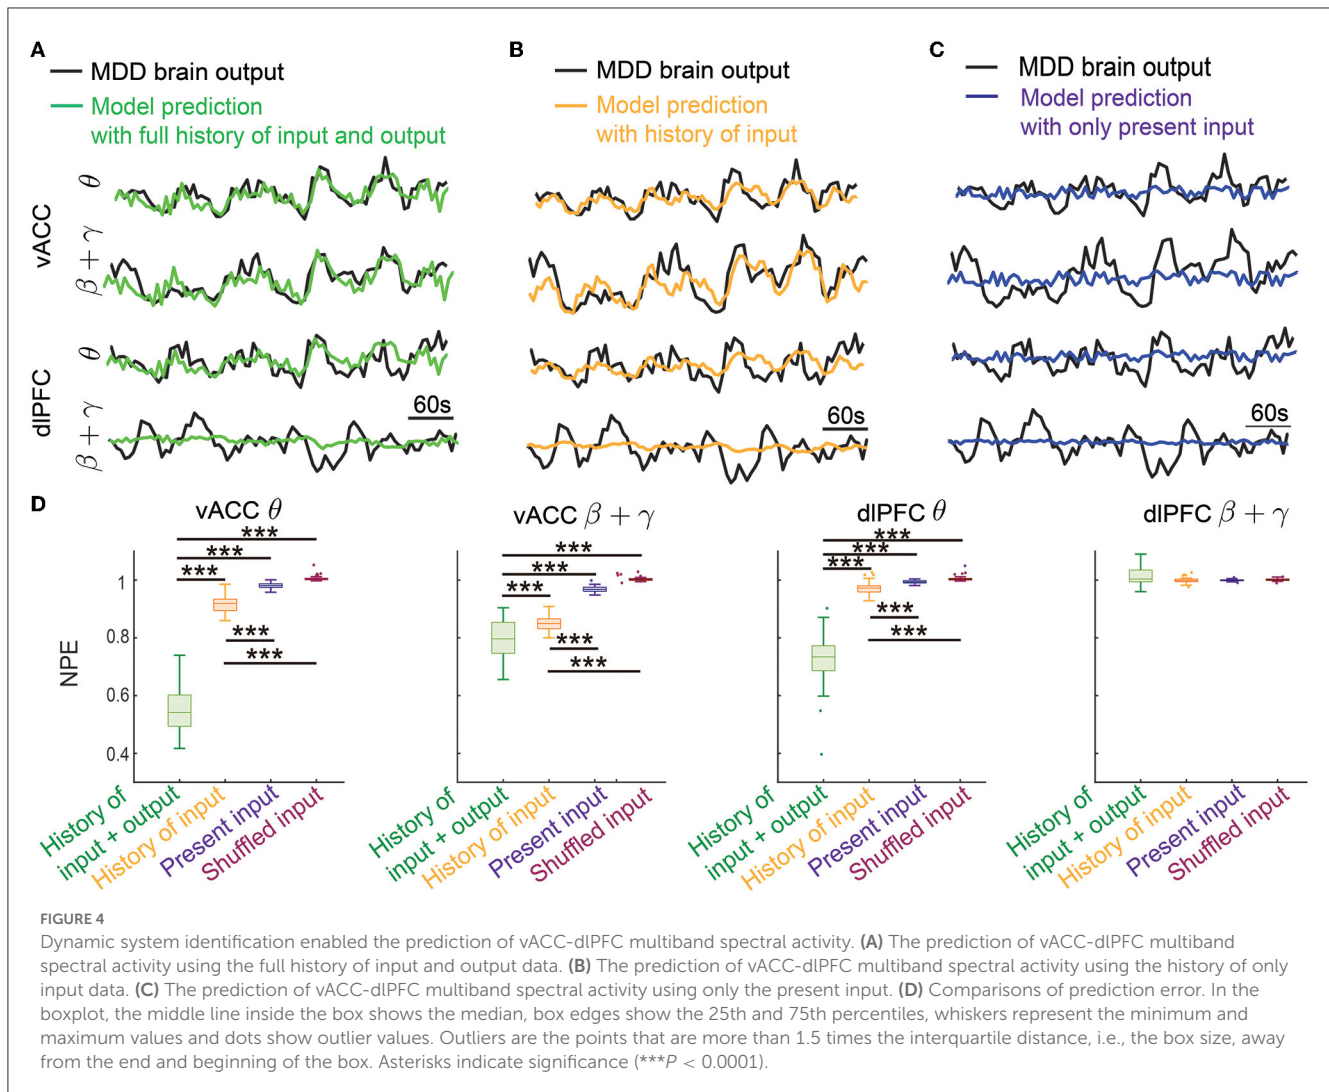 A
MDD brain output
Model prediction
with full history of input and output
B
MDD brain output
Model prediction
with history of input
C
MDD brain output
Model prediction
with only present input
vACC
θ
β + γ
dlPFC
θ
β + γ
60s
60s
60s
D
vACC θ
***
***
***
***
***
vACC β + γ
***
***
***
***
***
dlPFC θ
***
***
***
***
***
dlPFC β + γ
NPE
1
0.8
0.6
0.4
History of
input + output
History of input
Present input
Shuffled input
History of
input + output
History of input
Present input
Shuffled input
History of
input + output
History of input
Present input
Shuffled input
History of
input + output
History of input
Present input
Shuffled input
FIGURE 4
Dynamic system identification enabled the prediction of vACC-dlPFC multiband spectral activity. (A) The prediction of vACC-dlPFC multiband
spectral activity using the full history of input and output data. (B) The prediction of vACC-dlPFC multiband spectral activity using the history of only
input data. (C) The prediction of vACC-dlPFC multiband spectral activity using only the present input. (D) Comparisons of prediction error. In the
boxplot, the middle line inside the box shows the median, box edges show the 25th and 75th percentiles, whiskers represent the minimum and
maximum values and dots show outlier values. Outliers are the points that are more than 1.5 times the interquartile distance, i.e., the box size, away
from the end and beginning of the box. Asterisks indicate significance (***P < 0.0001).